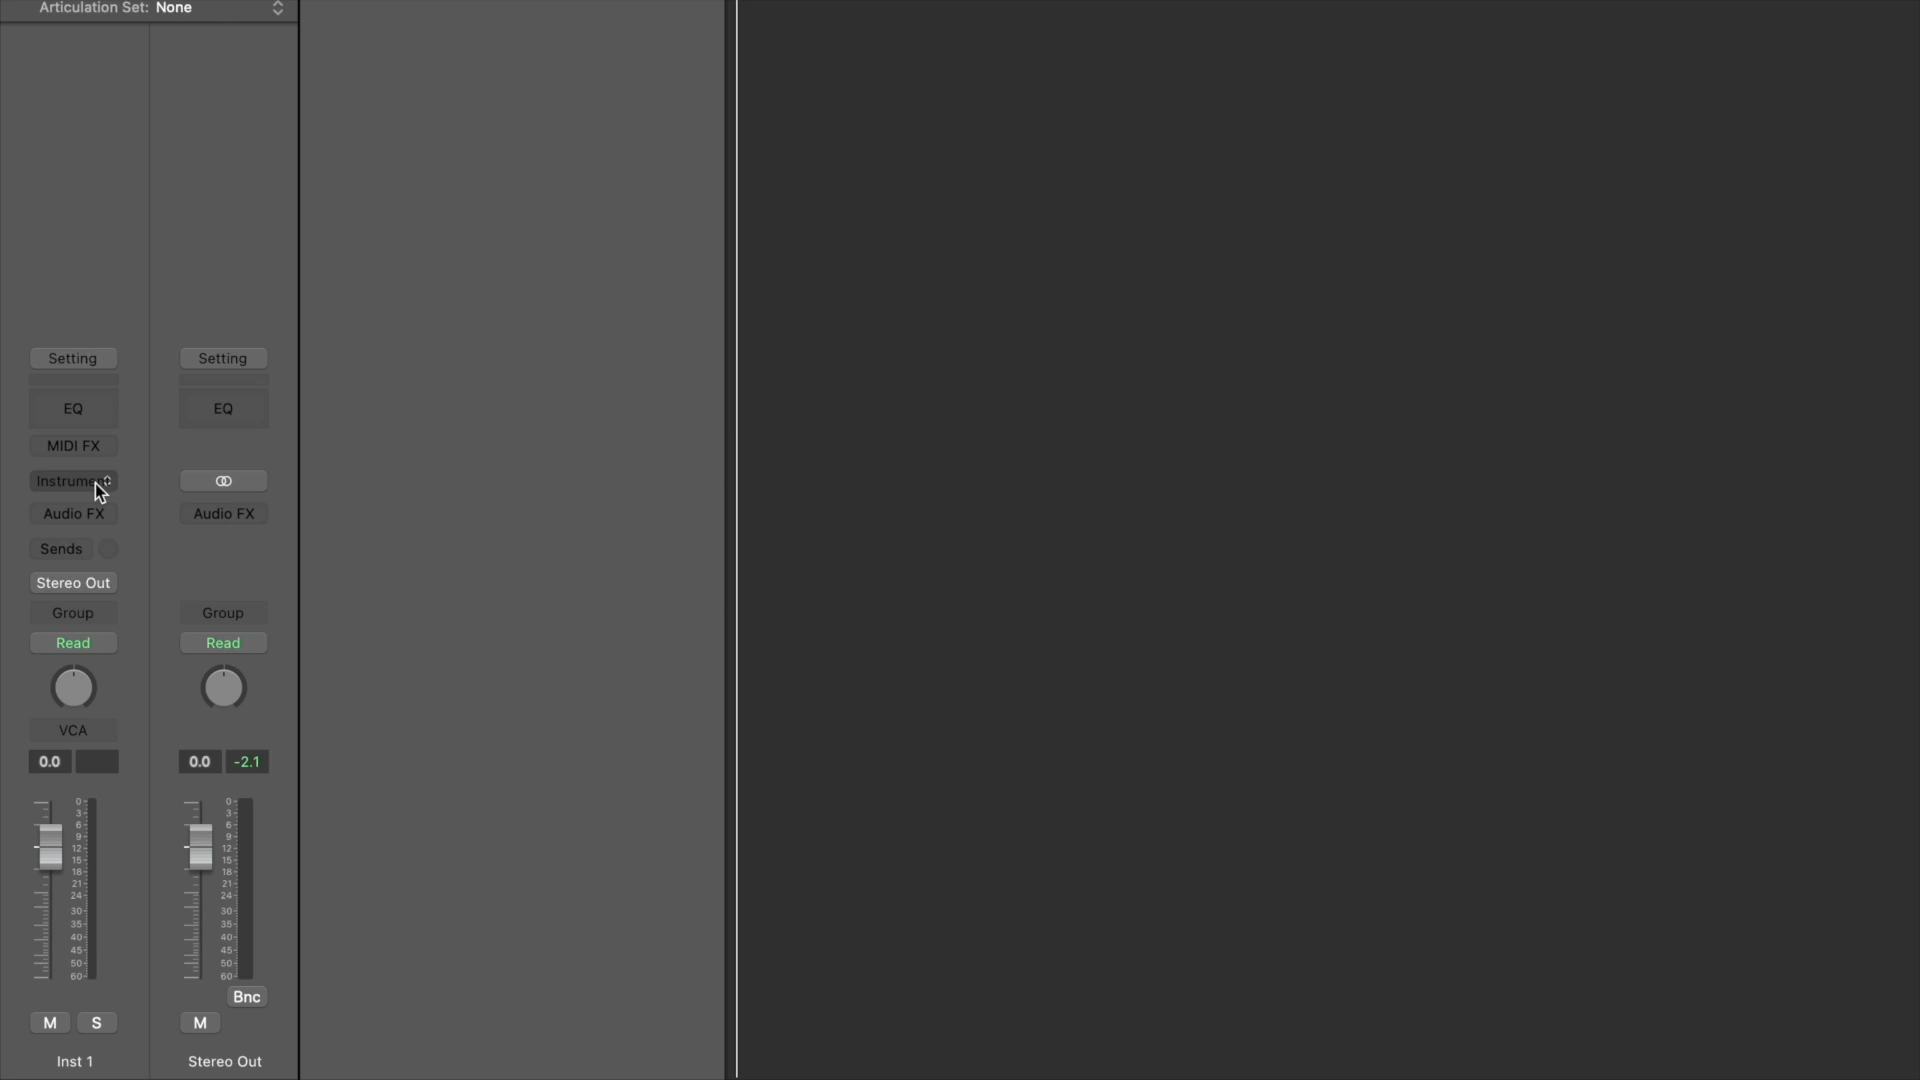 Articulation Set: None
Setting Setting
EQ EQ
MIDI FX
Instrument
Audio FX Audio FX
Sends
Stereo Out
Group Group
Read Read
VCA
0.0 0.0 -2.1
0 0
3 3
6 6
9 9
12 12
15 15
18 18
21 21
24 24
30 30
35 35
40 40
45 45
50 50
60 60
Bnc
M S M
Inst 1 Stereo Out